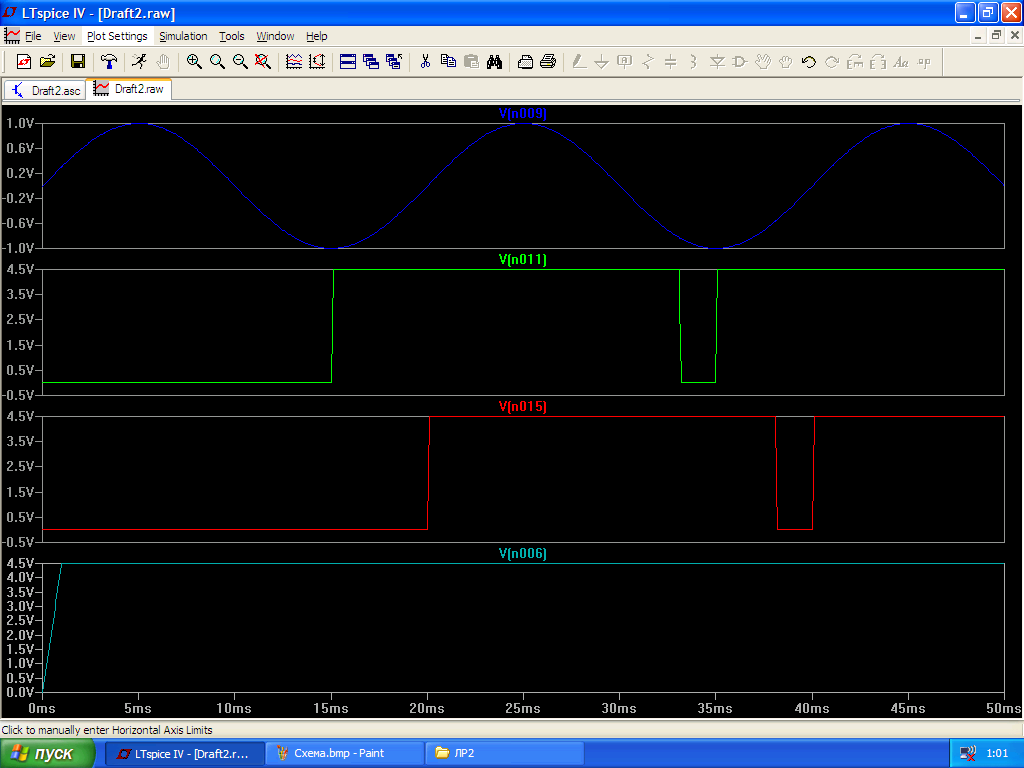 LTspice IV - [Draft2.raw]
File View Plot Settings Simulation Tools Window Help
Draft2.asc Draft2.raw
V(n009)
1.0V
0.6V
0.2V
-0.2V
-0.6V
-1.0V
V(n011)
4.5V
3.5V
2.5V
1.5V
0.5V
-0.5V
V(n015)
4.5V
3.5V
2.5V
1.5V
0.5V
-0.5V
V(n006)
4.5V
4.0V
3.5V
3.0V
2.5V
2.0V
1.5V
1.0V
0.5V
0.0V
0ms 5ms 10ms 15ms 20ms 25ms 30ms 35ms 40ms 45ms 50ms
Click to manually enter Horizontal Axis Limits
пуск LTspice IV - [Draft2.r... Схема.bmp - Paint ЛР2 1:01